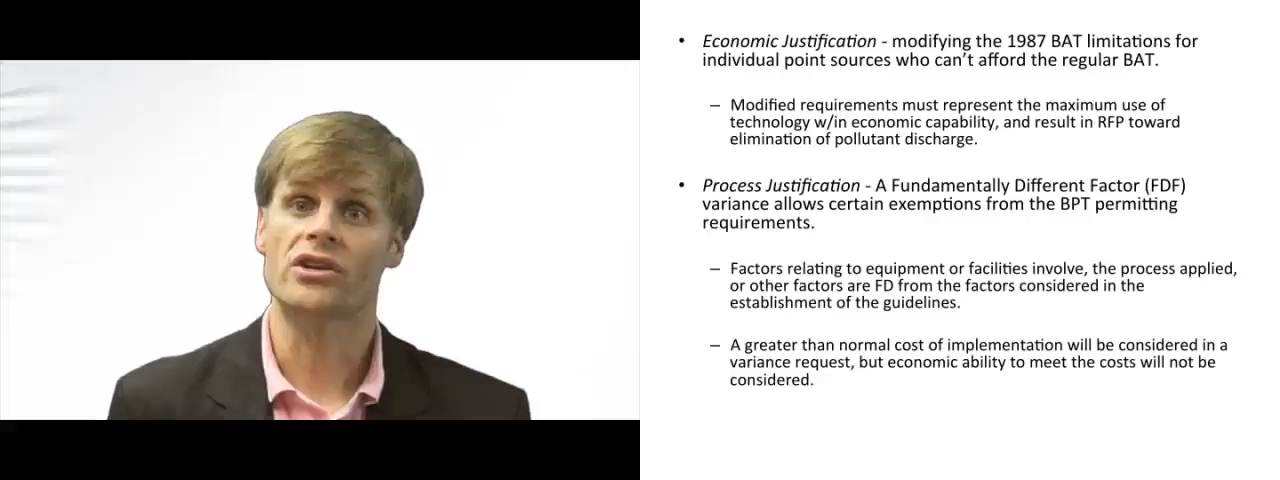 • Economic Justification - modifying the 1987 BAT limitations for
individual point sources who can’t afford the regular BAT.
– Modified requirements must represent the maximum use of
technology w/in economic capability, and result in RFP toward
elimination of pollutant discharge.
• Process Justification - A Fundamentally Different Factor (FDF)
variance allows certain exemptions from the BPT permitting
requirements.
– Factors relating to equipment or facilities involve, the process applied,
or other factors are FD from the factors considered in the
establishment of the guidelines.
– A greater than normal cost of implementation will be considered in a
variance request, but economic ability to meet the costs will not be
considered.